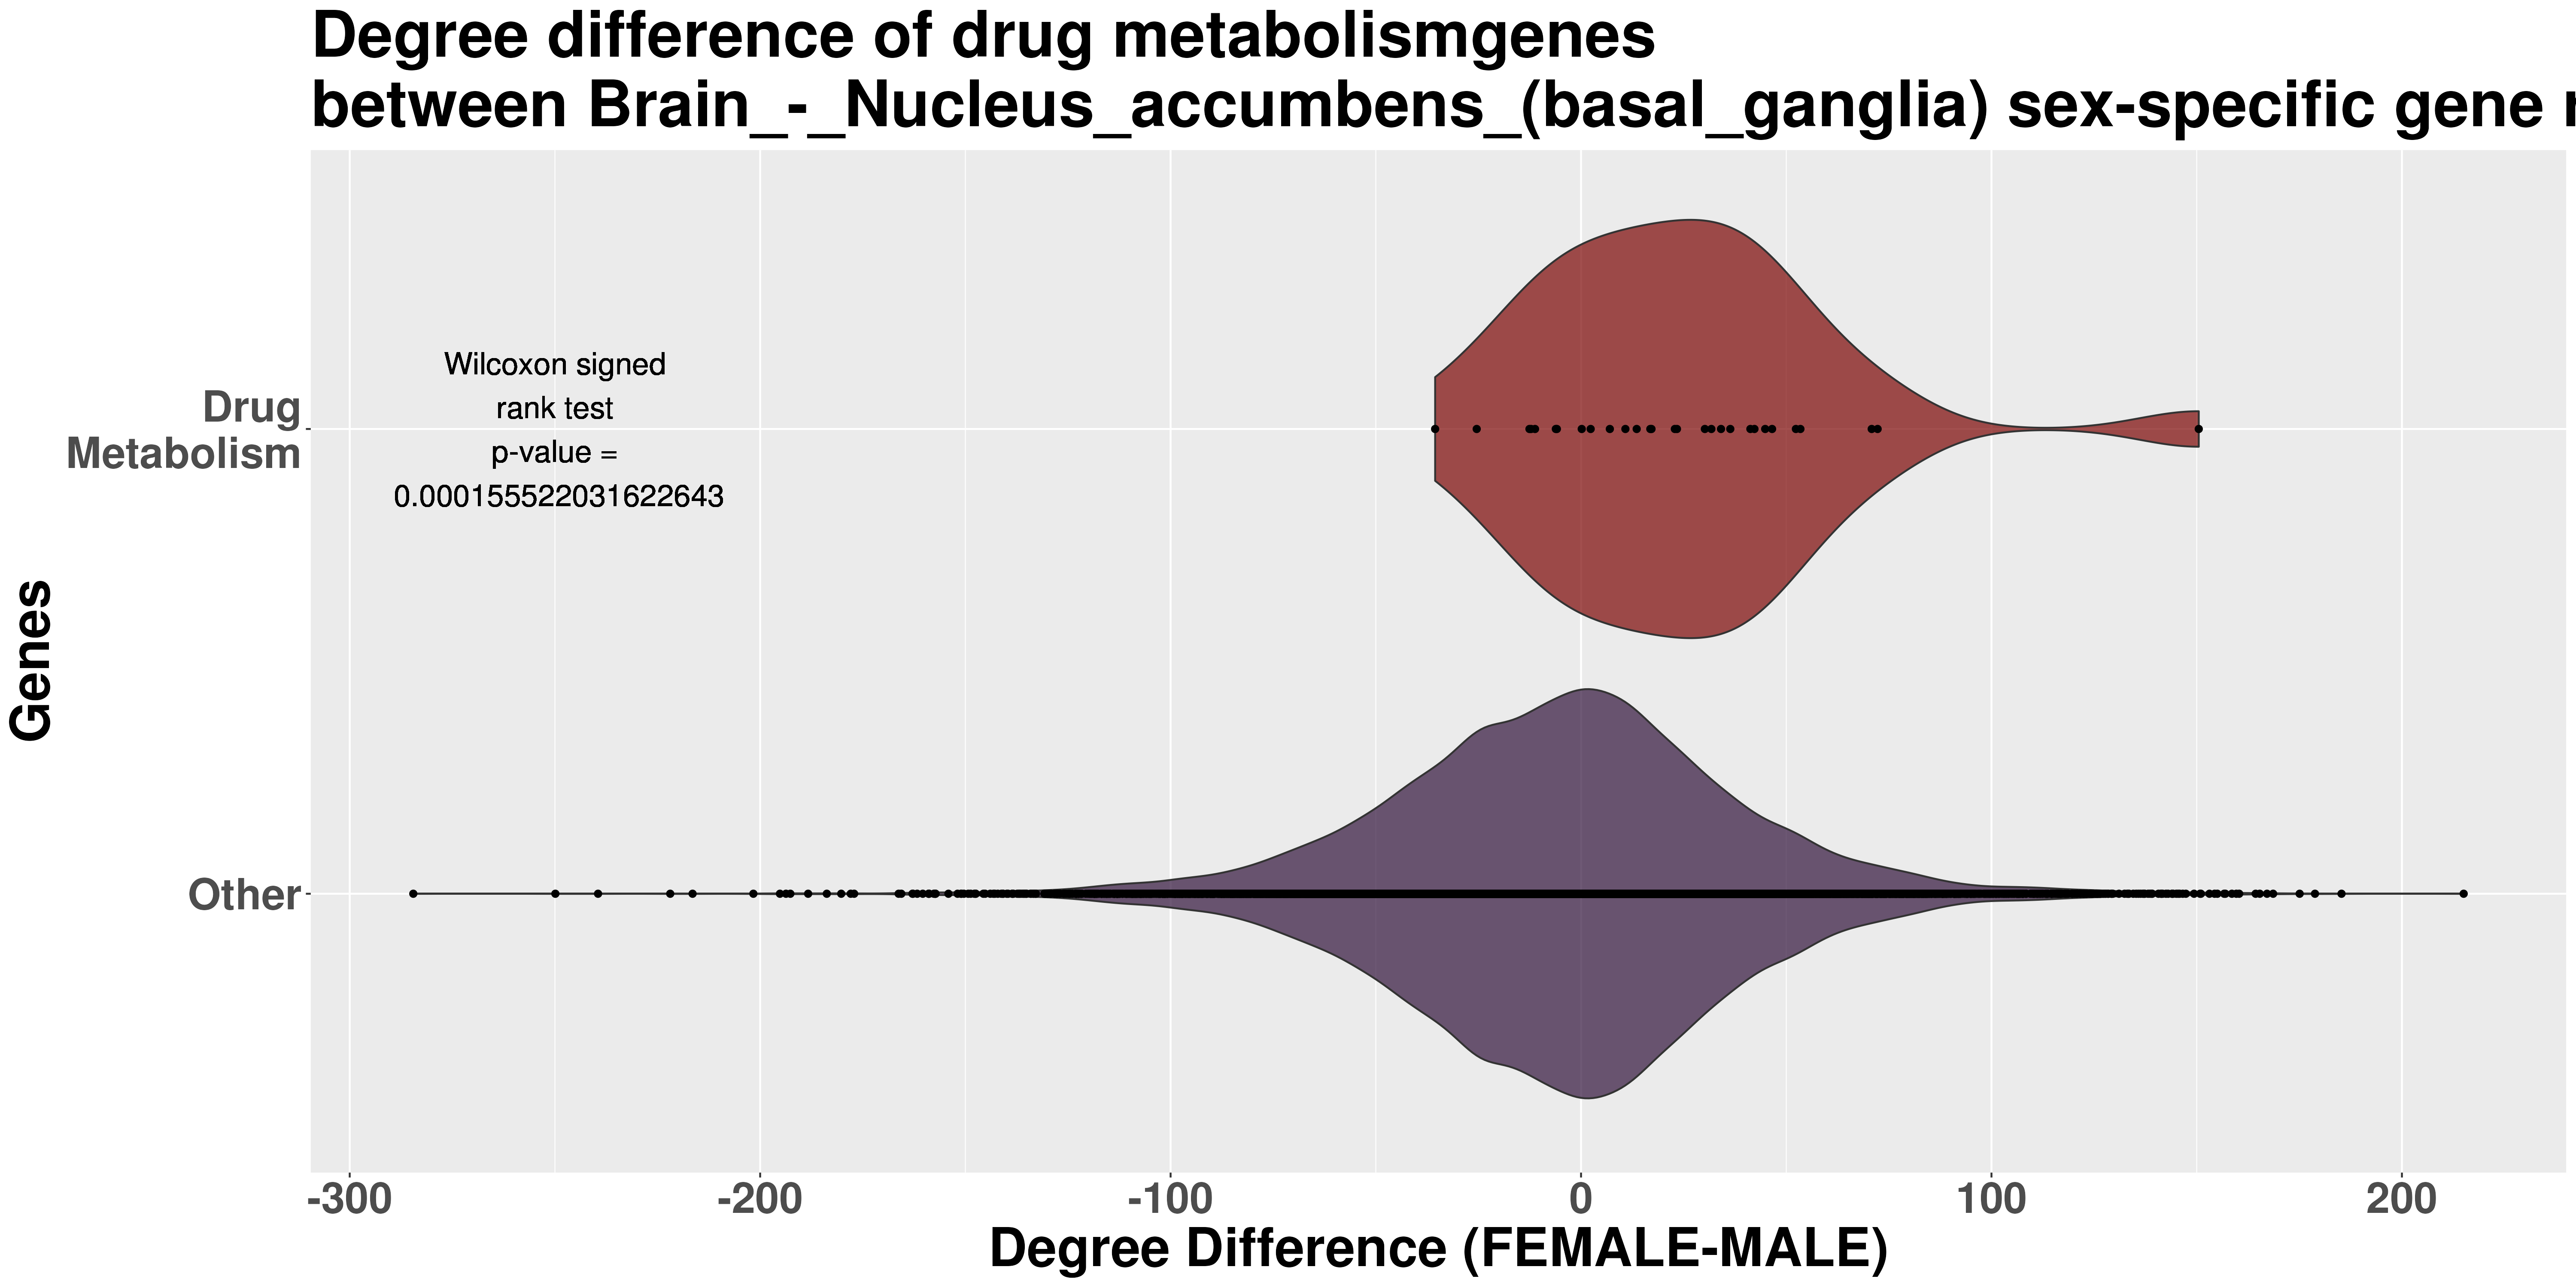 Degree difference of drug metabolismgenes
between Brain_-_Nucleus_accumbens_(basal_ganglia) sex-specific gene
Wilcoxon signed
rank test
p-value =
0.000155522031622643
Drug
Metabolism
Other
Genes
-300 -200 -100 0 100 200
Degree Difference (FEMALE-MALE)